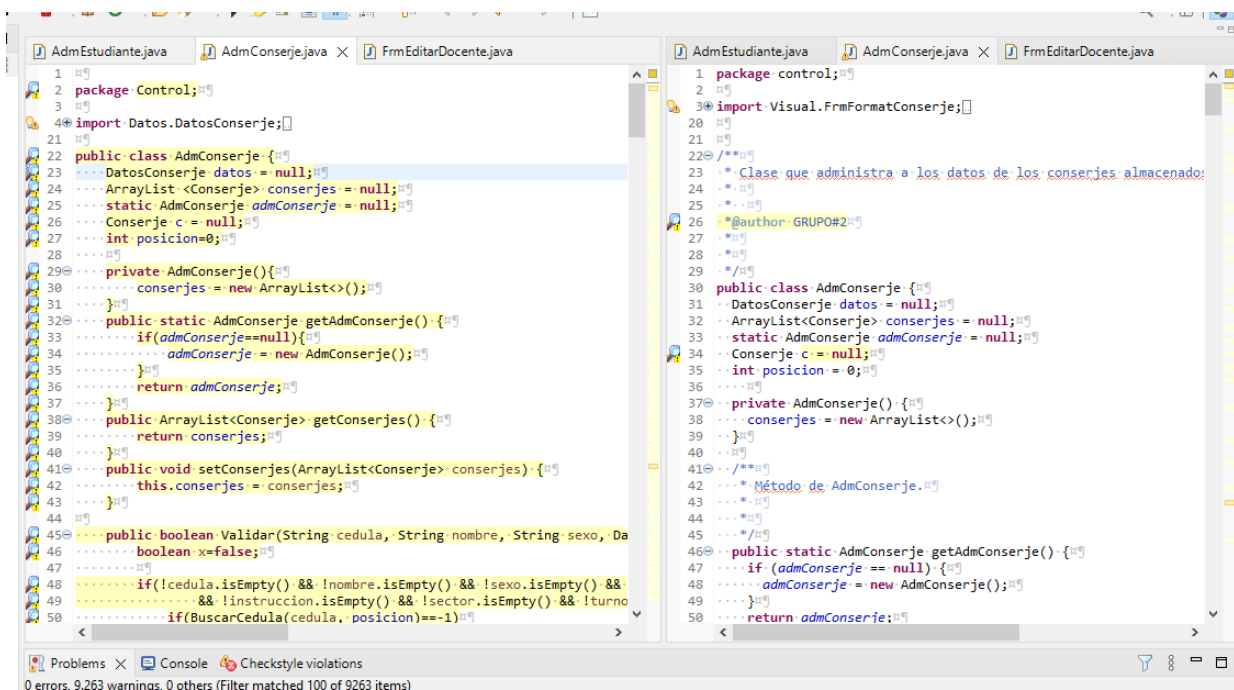 AdmEstudiante.java AdmConserje.java FrmEditarDocente.java
1
2 package Control;
3
4 import Datos.DatosConserje;
21
22 public class AdmConserje {
23 DatosConserje datos = null;
24 ArrayList <Conserje> conserjes = null;
25 static AdmConserje admConserje = null;
26 Conserje c = null;
27 int posicion=0;
28
29 private AdmConserje(){
30 conserjes = new ArrayList<>();
31 }
32 public static AdmConserje getAdmConserje() {
33 if(admConserje==null){
34 admConserje = new AdmConserje();
35 }
36 return admConserje;
37 }
38 public ArrayList<Conserje> getConserjes() {
39 return conserjes;
40 }
41 public void setConserjes(ArrayList<Conserje> conserjes) {
42 this.conserjes = conserjes;
43 }
44
45 public boolean Validar(String cedula, String nombre, String sexo, Da
46 boolean x=false;
47
48 if(!cedula.isEmpty() && !nombre.isEmpty() && !sexo.isEmpty() &&
49 && !instruccion.isEmpty() && !sector.isEmpty() && !turno
50 if(BuscarCedula(cedula, posicion)==-1)
AdmEstudiante.java AdmConserje.java FrmEditarDocente.java
1 package control;
2
3 import Visual.FrmFormatConserje;
20
21
22 /**
23 * Clase que administra a los datos de los conserjes almacenados
24 *
25 *
26 *@author GRUPO#2
27 *
28 *
29 */
30 public class AdmConserje {
31 DatosConserje datos = null;
32 ArrayList<Conserje> conserjes = null;
33 static AdmConserje admConserje = null;
34 Conserje c = null;
35 int posicion = 0;
36
37 private AdmConserje() {
38 conserjes = new ArrayList<>();
39 }
40
41 /**
42 * Método de AdmConserje.
43 *
44 *
45 */
46 public static AdmConserje getAdmConserje() {
47 if (admConserje == null) {
48 admConserje = new AdmConserje();
49 }
50 return admConserje;
Problems Console Checkstyle violations
0 errors, 9.263 warnings, 0 others (Filter matched 100 of 9263 items)